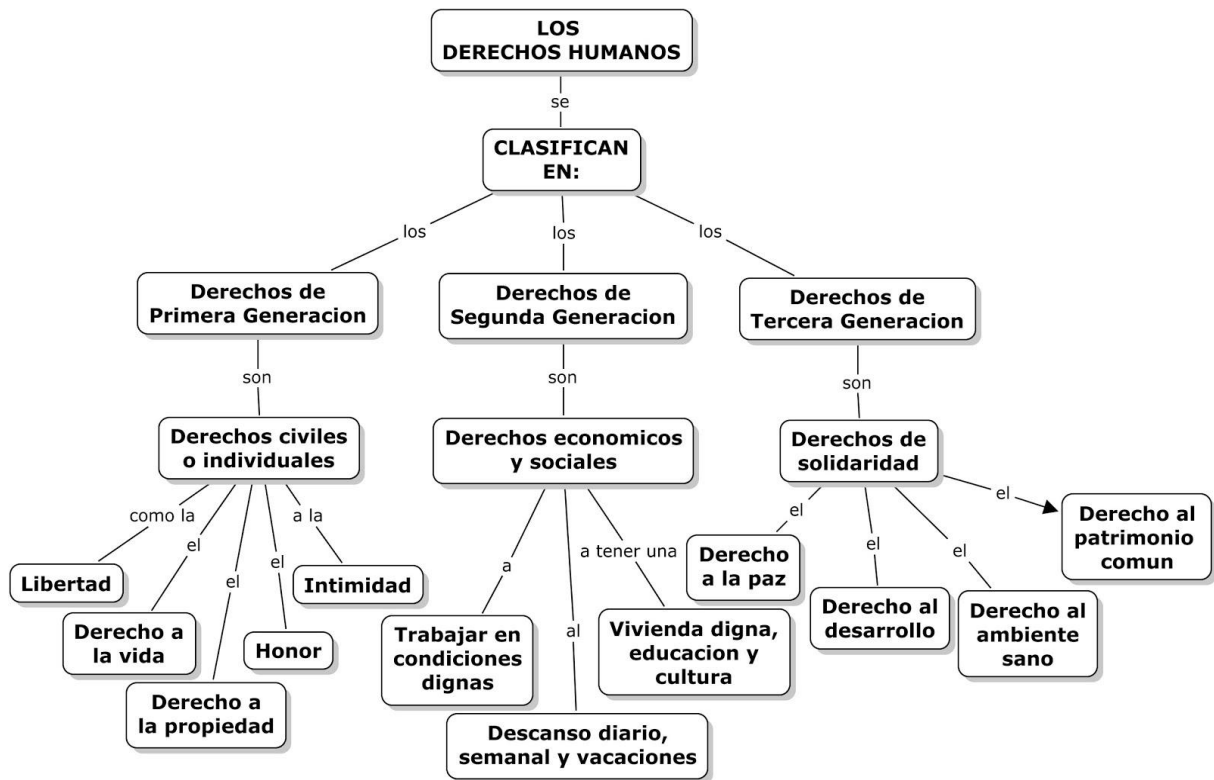 LOS
DERECHOS HUMANOS
se
CLASIFICAN
EN:
los
los
los
Derechos de
Primera Generacion
Derechos de
Segunda Generacion
Derechos de
Tercera Generacion
son
son
son
Derechos civiles
o individuales
Derechos economicos
y sociales
Derechos de
solidaridad
como la
el
el
el
a la
Libertad
Derecho a
la vida
Derecho a
la propiedad
Honor
Intimidad
a
al
a tener una
Trabajar en
condiciones
dignas
Descanso diario,
semanal y vacaciones
Vivienda digna,
educacion y
cultura
el
el
el
el
Derecho
a la paz
Derecho al
desarrollo
Derecho al
ambiente
sano
Derecho al
patrimonio
comun